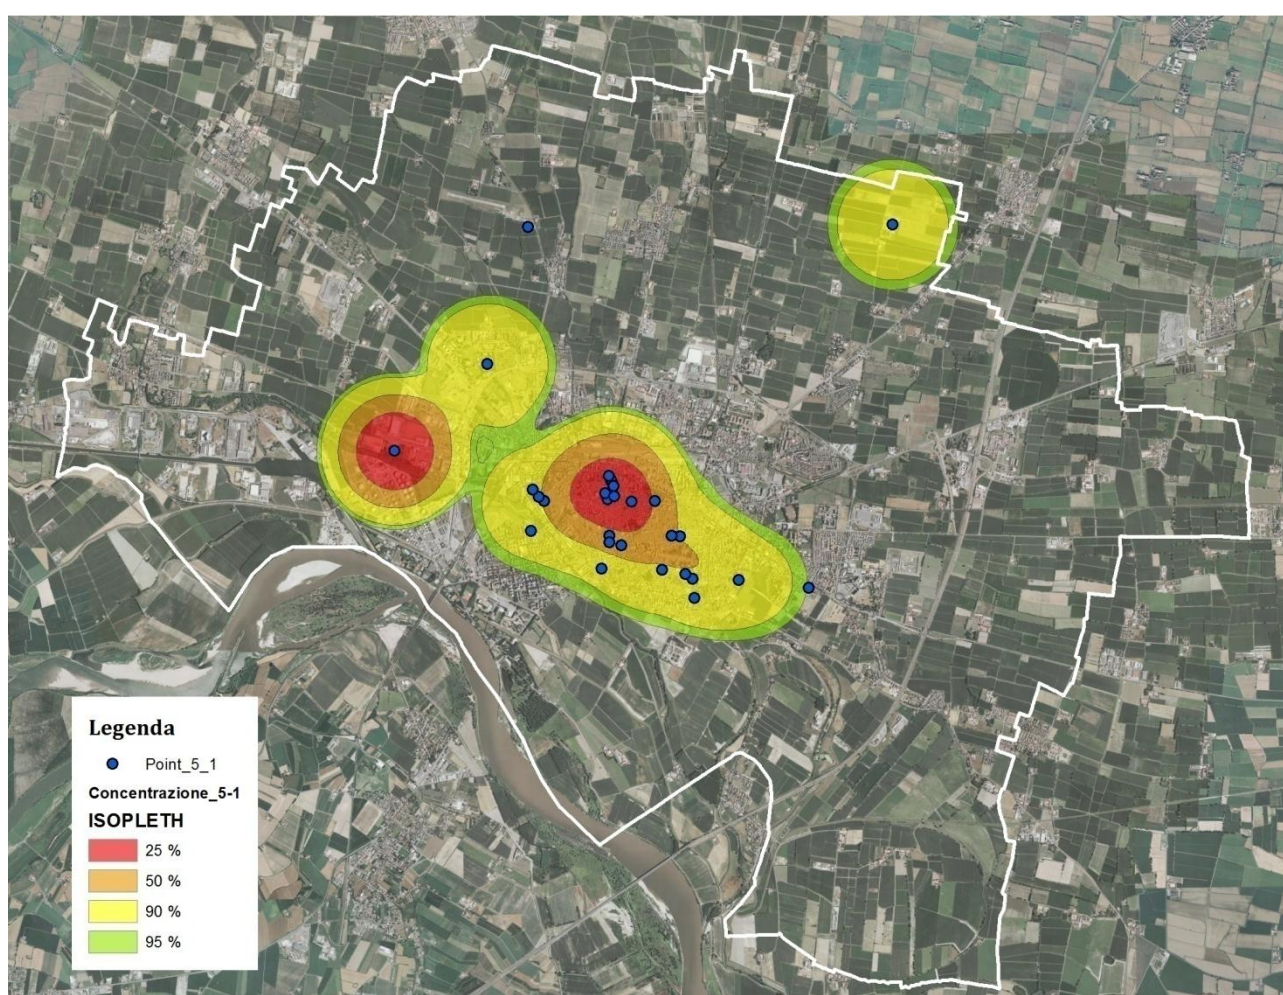 Legenda
Point_5_1
Concentrazione_5-1
ISOPLETH
25 %
50 %
90 %
95 %